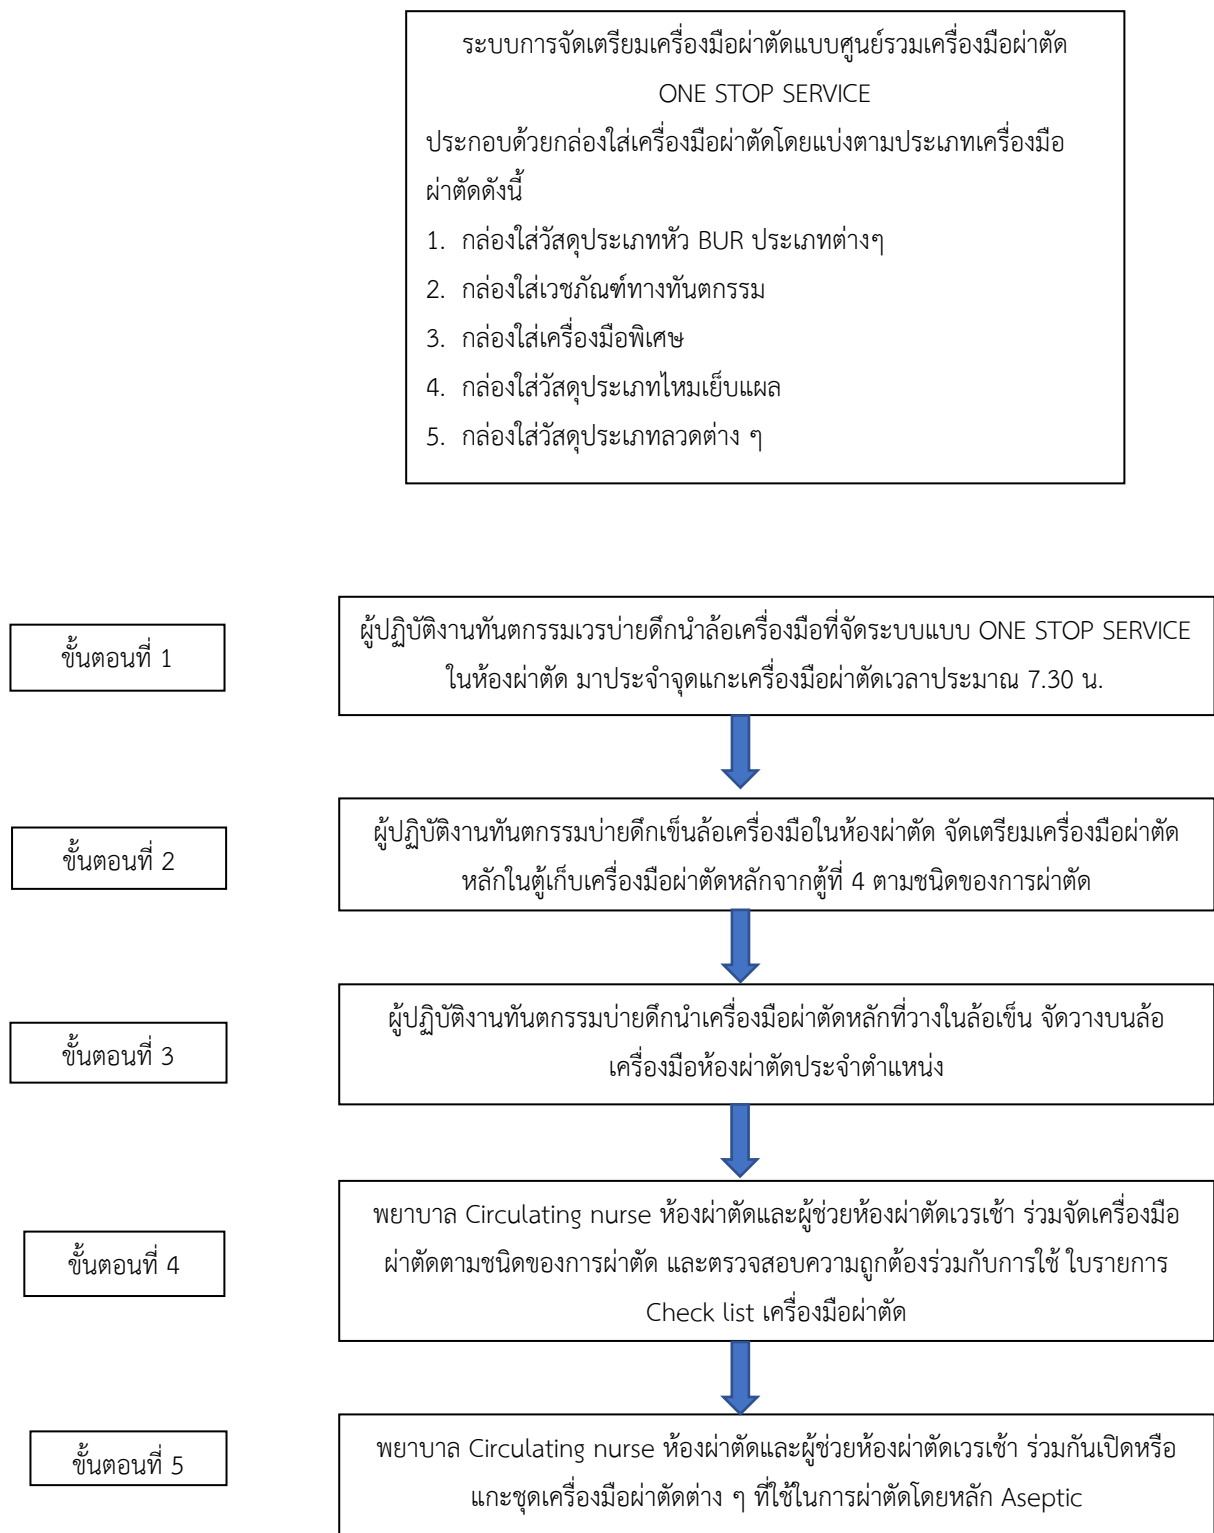 ระบบการจัดเตรียมเครื่องมือผ่าตัดแบบศูนย์รวมเครื่องมือผ่าตัด
ONE STOP SERVICE
ประกอบด้วยกล่องใส่เครื่องมือผ่าตัดโดยแบ่งตามประเภทเครื่องมือ
ผ่าตัดดังนี้
1. กล่องใส่วัสดุประเภทหัว BUR ประเภทต่างๆ
2. กล่องใส่เวชภัณฑ์ทางทันตกรรม
3. กล่องใส่เครื่องมือพิเศษ
4. กล่องใส่วัสดุประเภทไหมเย็บแผล
5. กล่องใส่วัสดุประเภทลวดต่าง ๆ
ขั้นตอนที่ 1
ผู้ปฏิบัติงานทันตกรรมเวรบ่ายดึกนำล้อเครื่องมือที่จัดระบบแบบ ONE STOP SERVICE
ในห้องผ่าตัด มาประจำจุดแกะเครื่องมือผ่าตัดเวลาประมาณ 7.30 น.
ขั้นตอนที่ 2
ผู้ปฏิบัติงานทันตกรรมบ่ายดึกเข็นล้อเครื่องมือในห้องผ่าตัด จัดเตรียมเครื่องมือผ่าตัด
หลักในตู้เก็บเครื่องมือผ่าตัดหลักจากตู้ที่ 4 ตามชนิดของการผ่าตัด
ขั้นตอนที่ 3
ผู้ปฏิบัติงานทันตกรรมบ่ายดึกนำเครื่องมือผ่าตัดหลักที่วางในล้อเข็น จัดวางบนล้อ
เครื่องมือห้องผ่าตัดประจำตำแหน่ง
ขั้นตอนที่ 4
พยาบาล Circulating nurse ห้องผ่าตัดและผู้ช่วยห้องผ่าตัดเวรเช้า ร่วมจัดเครื่องมือ
ผ่าตัดตามชนิดของการผ่าตัด และตรวจสอบความถูกต้องร่วมกับการใช้ ใบรายการ
Check list เครื่องมือผ่าตัด
ขั้นตอนที่ 5
พยาบาล Circulating nurse ห้องผ่าตัดและผู้ช่วยห้องผ่าตัดเวรเช้า ร่วมกันเปิดหรือ
แกะชุดเครื่องมือผ่าตัดต่าง ๆ ที่ใช้ในการผ่าตัดโดยหลัก Aseptic